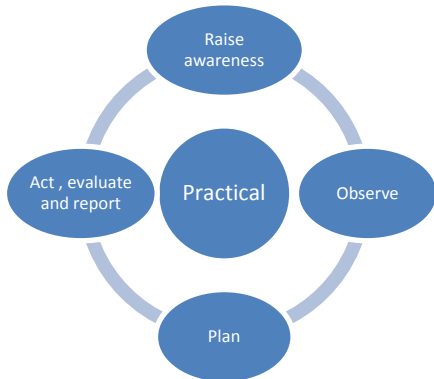 Raise
awareness
Act , evaluate
and report
Practical
Observe
Plan